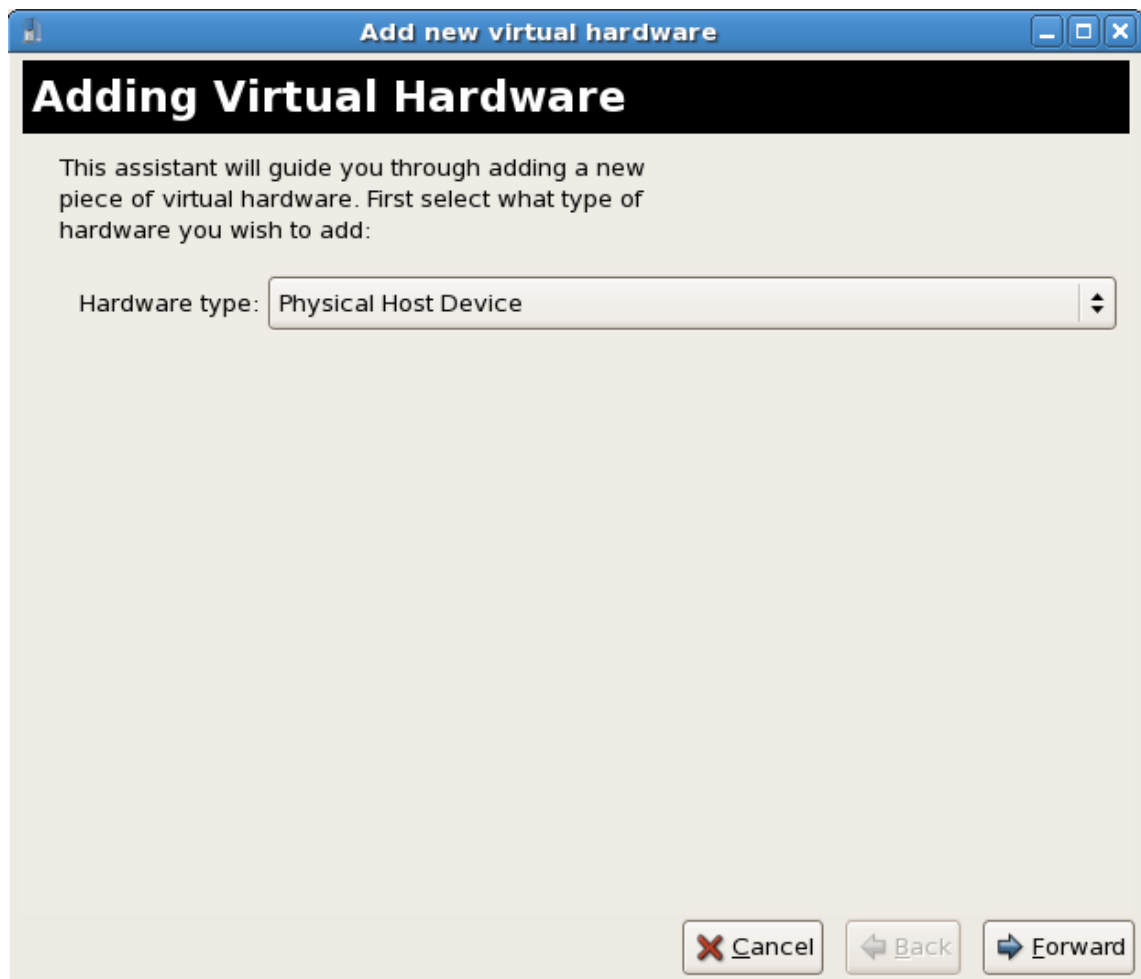 Add new virtual hardware
Adding Virtual Hardware
This assistant will guide you through adding a new
piece of virtual hardware. First select what type of
hardware you wish to add:
Hardware type: Physical Host Device
Cancel Back Forward